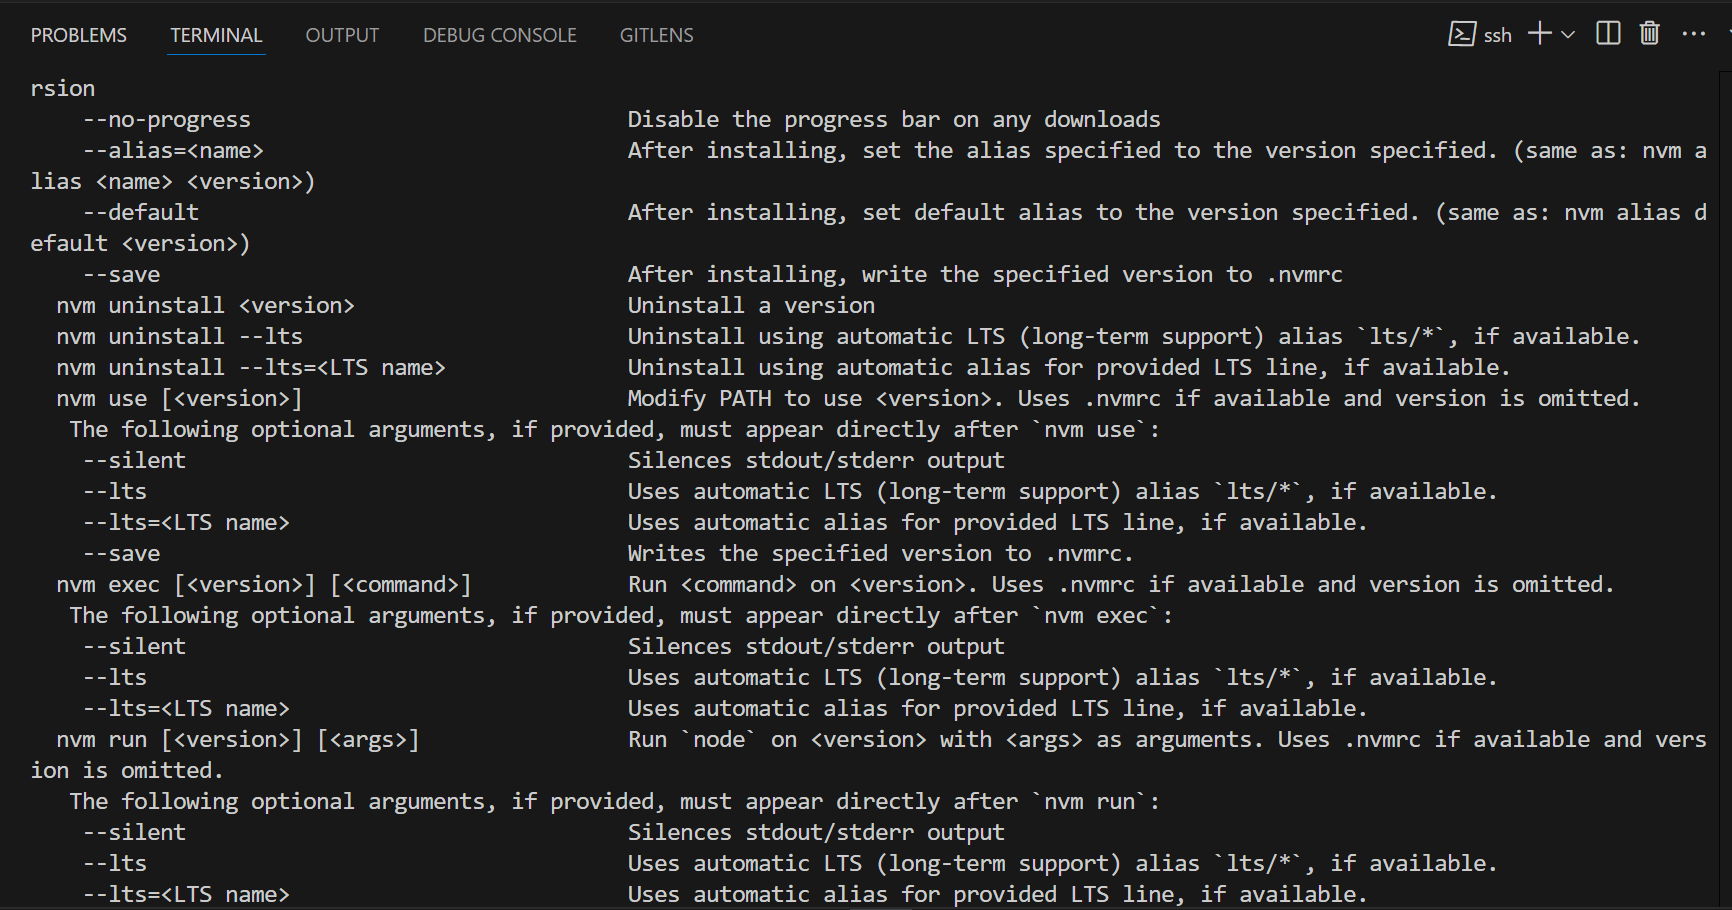 PROBLEMS TERMINAL OUTPUT DEBUG CONSOLE GITLENS ssh
rsion
    --no-progress                             Disable the progress bar on any downloads
    --alias=<name>                            After installing, set the alias specified to the version specified. (same as: nvm a
lias <name> <version>)
    --default                                 After installing, set default alias to the version specified. (same as: nvm alias d
efault <version>)
    --save                                    After installing, write the specified version to .nvmrc
  nvm uninstall <version>                     Uninstall a version
  nvm uninstall --lts                         Uninstall using automatic LTS (long-term support) alias `lts/*`, if available.
  nvm uninstall --lts=<LTS name>              Uninstall using automatic alias for provided LTS line, if available.
  nvm use [<version>]                         Modify PATH to use <version>. Uses .nvmrc if available and version is omitted.
   The following optional arguments, if provided, must appear directly after `nvm use`:
    --silent                                  Silences stdout/stderr output
    --lts                                     Uses automatic LTS (long-term support) alias `lts/*`, if available.
    --lts=<LTS name>                          Uses automatic alias for provided LTS line, if available.
    --save                                    Writes the specified version to .nvmrc.
  nvm exec [<version>] [<command>]            Run <command> on <version>. Uses .nvmrc if available and version is omitted.
   The following optional arguments, if provided, must appear directly after `nvm exec`:
    --silent                                  Silences stdout/stderr output
    --lts                                     Uses automatic LTS (long-term support) alias `lts/*`, if available.
    --lts=<LTS name>                          Uses automatic alias for provided LTS line, if available.
  nvm run [<version>] [<args>]                Run `node` on <version> with <args> as arguments. Uses .nvmrc if available and vers
ion is omitted.
   The following optional arguments, if provided, must appear directly after `nvm run`:
    --silent                                  Silences stdout/stderr output
    --lts                                     Uses automatic LTS (long-term support) alias `lts/*`, if available.
    --lts=<LTS name>                          Uses automatic alias for provided LTS line, if available.